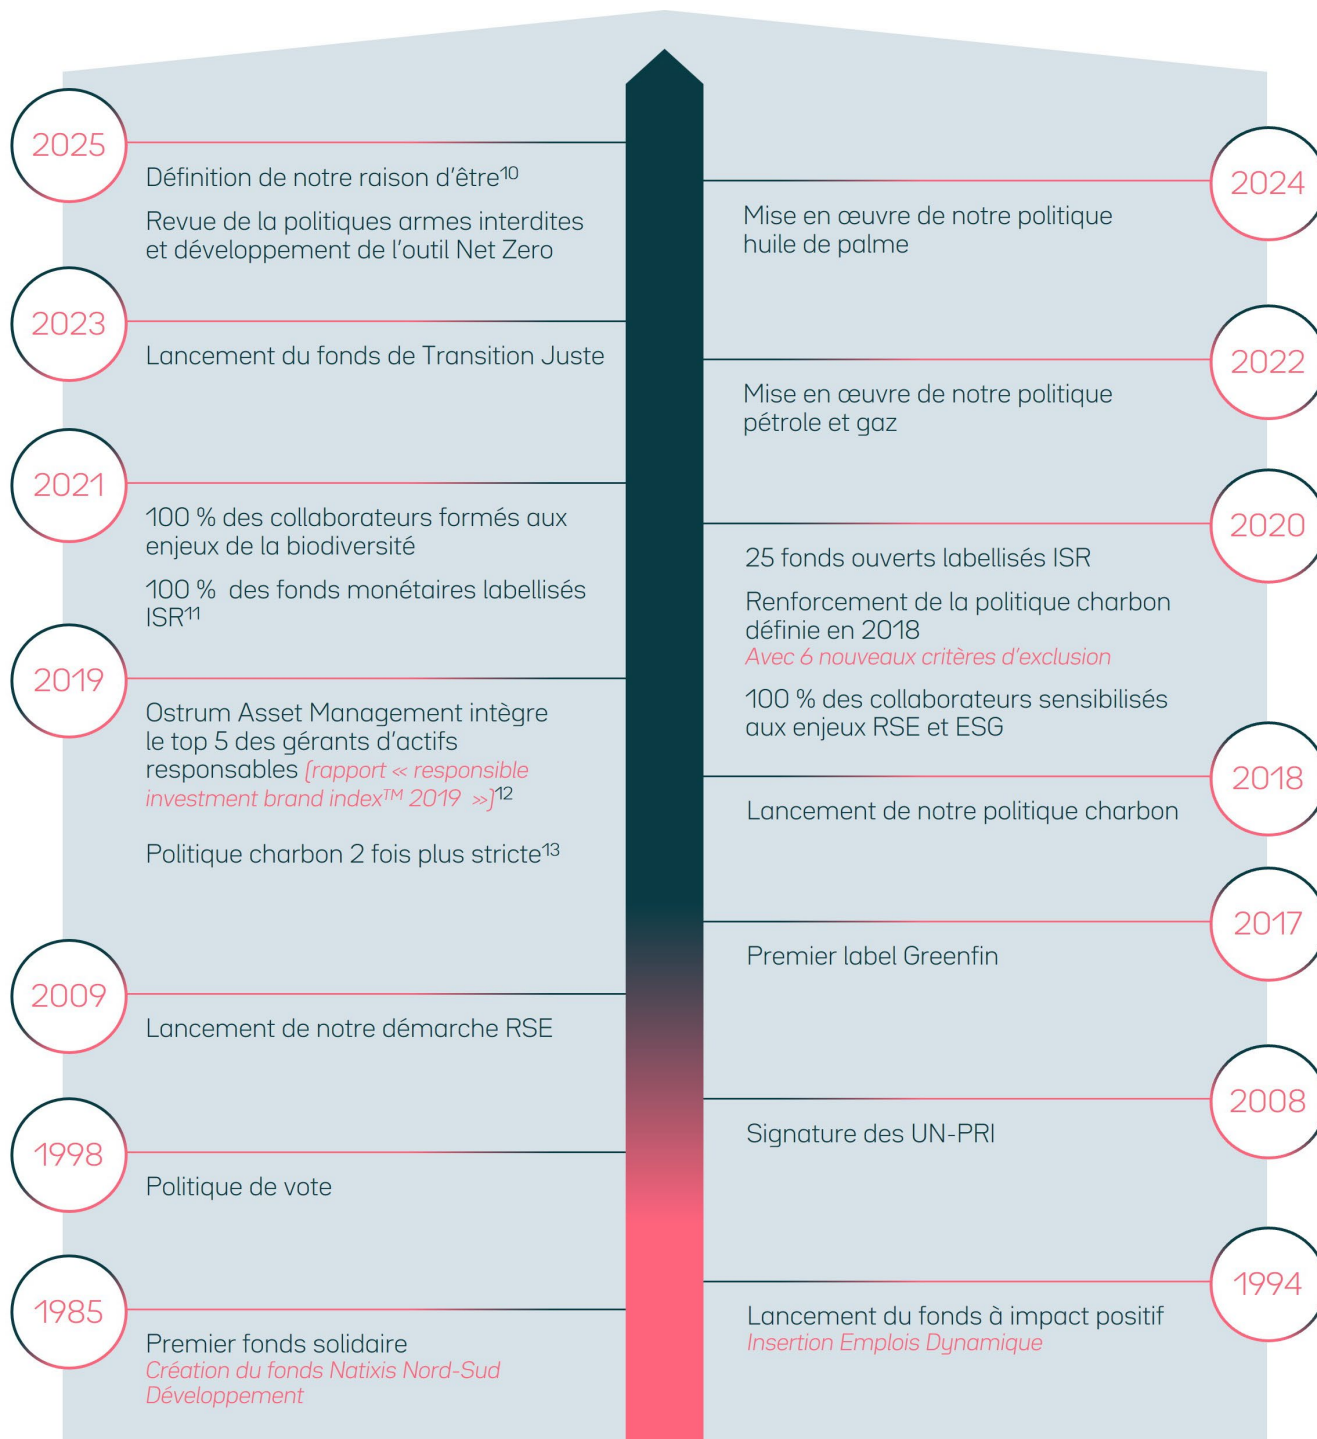 2025
Définition de notre raison d'être¹⁰
Revue de la politiques armes interdites
et développement de l'outil Net Zero
2024
Mise en œuvre de notre politique
huile de palme
2023
Lancement du fonds de Transition Juste
2022
Mise en œuvre de notre politique
pétrole et gaz
2021
100 % des collaborateurs formés aux
enjeux de la biodiversité
100 % des fonds monétaires labellisés
ISR¹¹
2020
25 fonds ouverts labellisés ISR
Renforcement de la politique charbon
définie en 2018
Avec 6 nouveaux critères d'exclusion
100 % des collaborateurs sensibilisés
aux enjeux RSE et ESG
2019
Ostrum Asset Management intègre
le top 5 des gérants d'actifs
responsables (rapport « responsible
investment brand index™ 2019 »)¹²
Politique charbon 2 fois plus stricte¹³
2018
Lancement de notre politique charbon
2017
Premier label Greenfin
2009
Lancement de notre démarche RSE
2008
Signature des UN-PRI
1998
Politique de vote
1994
Lancement du fonds à impact positif
Insertion Emplois Dynamique
1985
Premier fonds solidaire
Création du fonds Natixis Nord-Sud
Développement